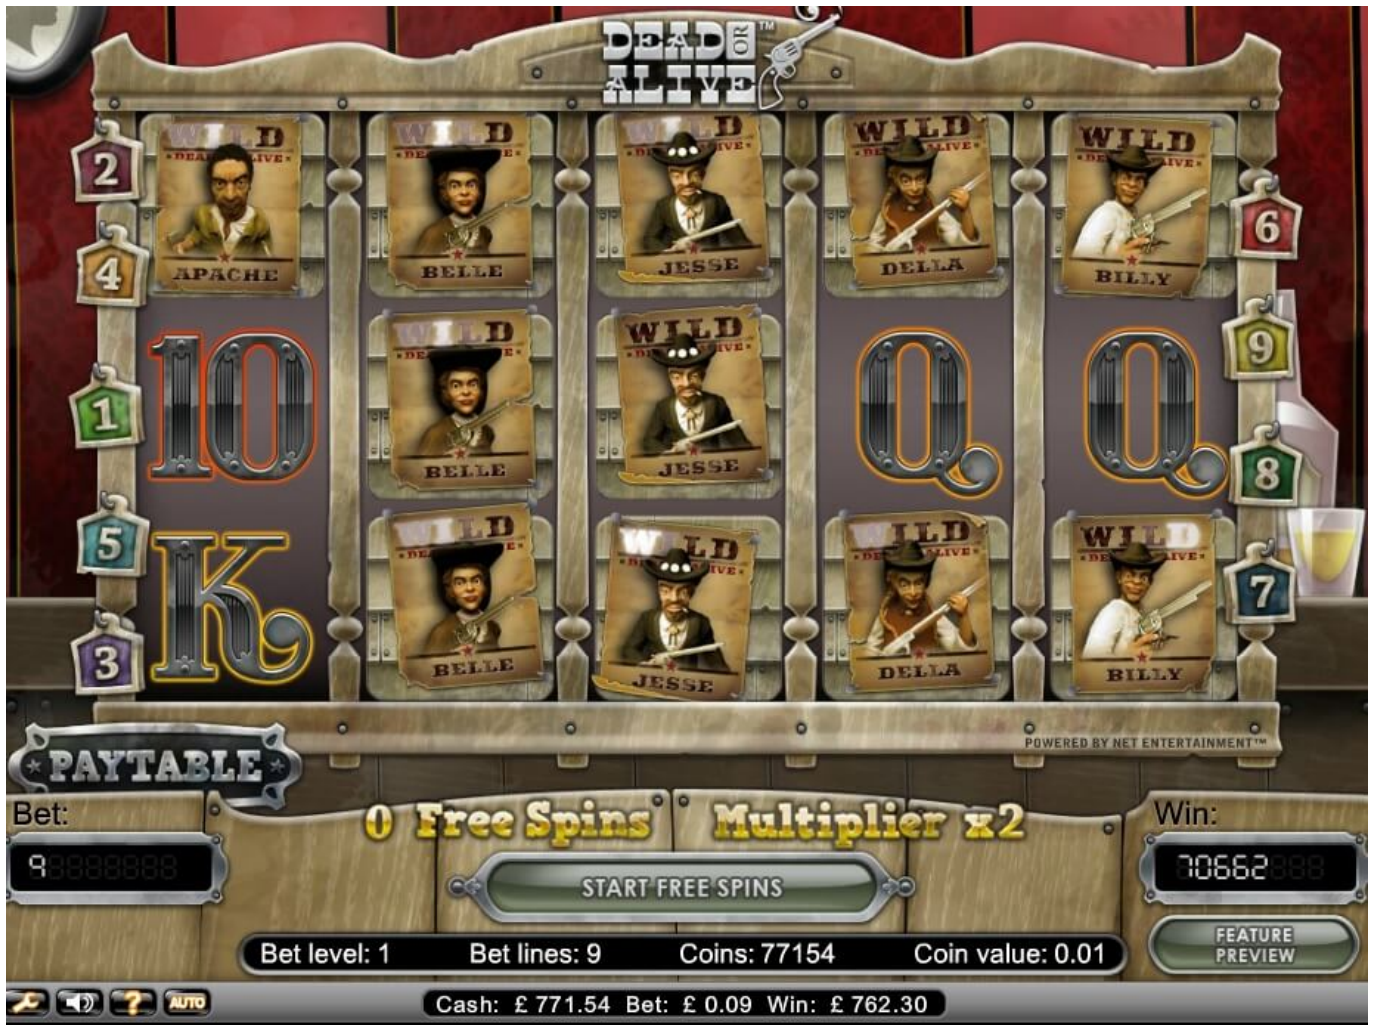 DEAD OR ALIVE™
WILD WILD WILD WILD WILD
DEAD ALIVE
APACHE BELLE JESSE DELLA BILLY
2 6
4
10 WILD WILD Q Q
9
1
BELLE JESSE
8
K WILD WILD WILD WILD
5
7
BELLE JESSE DELLA BILLY
3
POWERED BY NET ENTERTAINMENT™
PAYTABLE
0 Free Spins Multiplier x2
Bet: Win:
9 70662
START FREE SPINS
FEATURE
PREVIEW
Bet level: 1 Bet lines: 9 Coins: 77154 Coin value: 0.01
AUTO
Cash: £ 771.54 Bet: £ 0.09 Win: £ 762.30